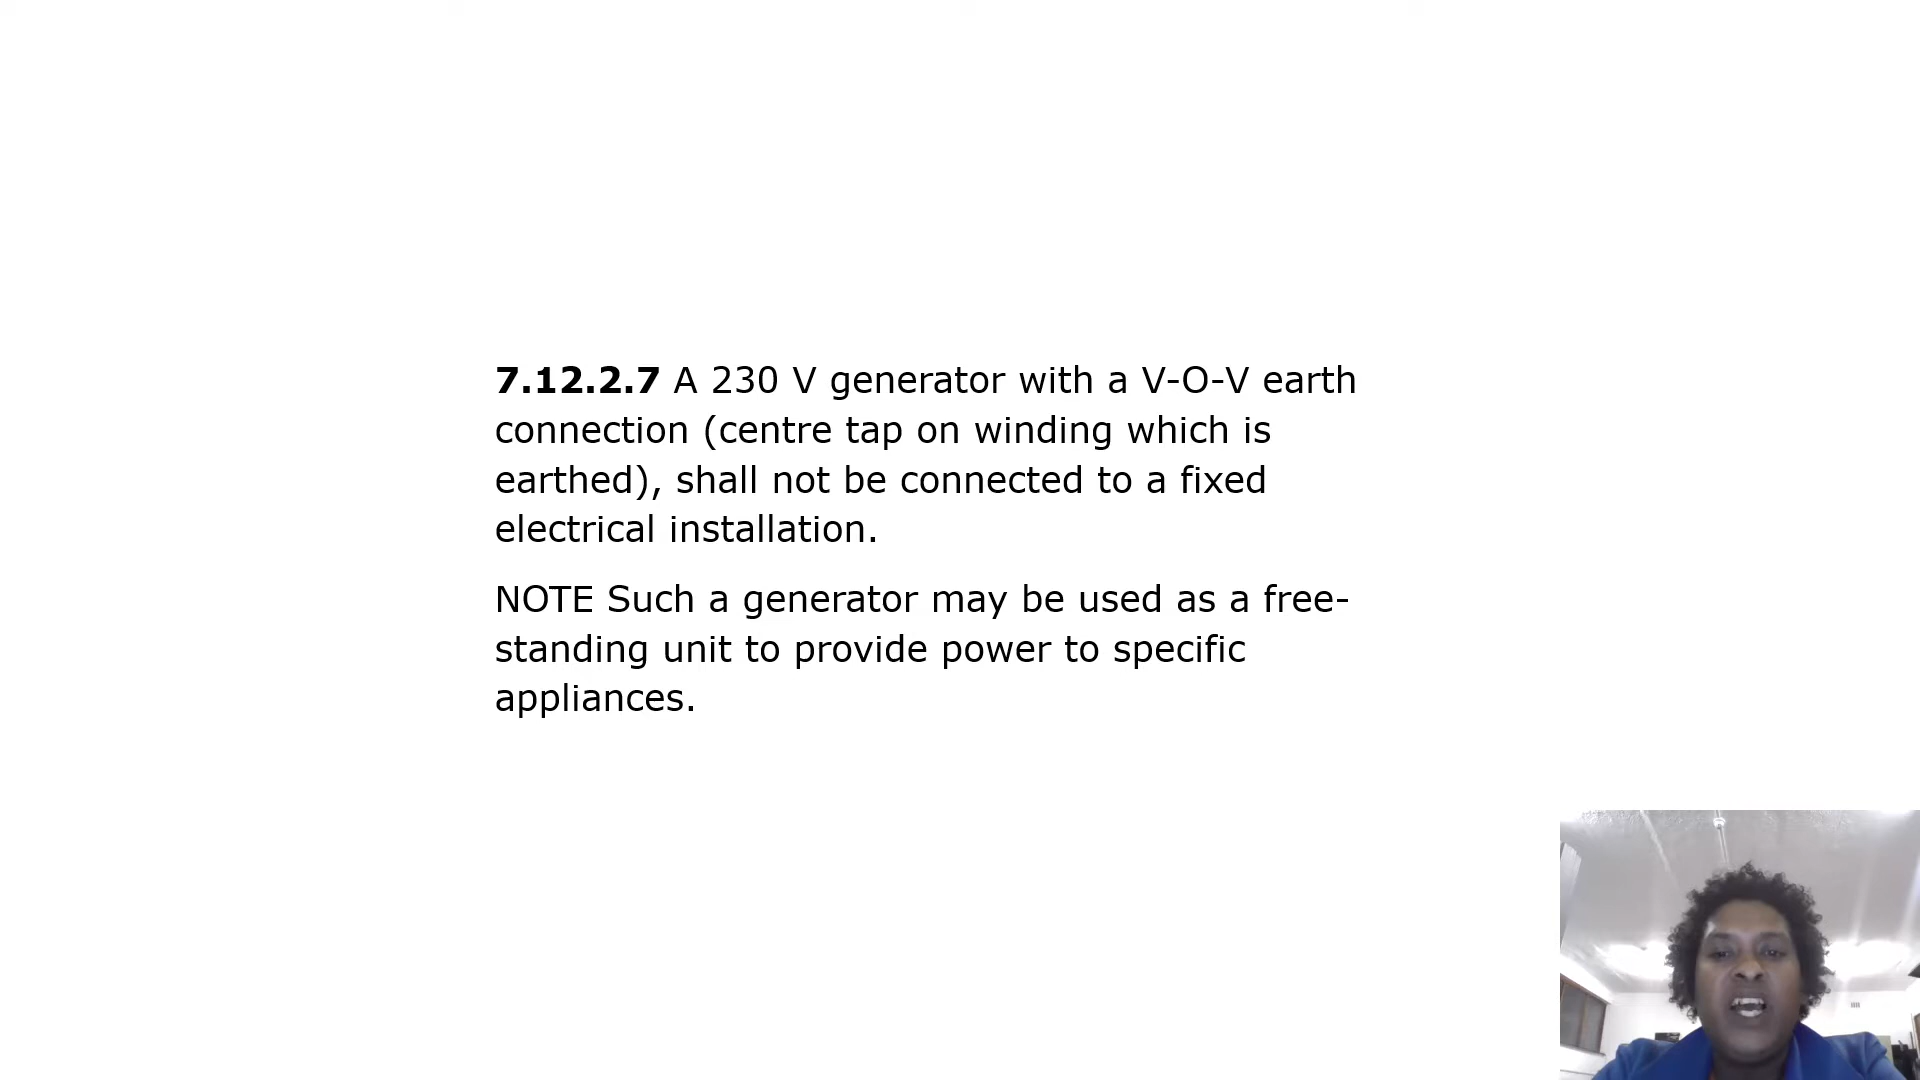 7.12.2.7 A 230 V generator with a V-O-V earth
connection (centre tap on winding which is
earthed), shall not be connected to a fixed
electrical installation.
NOTE Such a generator may be used as a free-
standing unit to provide power to specific
appliances.